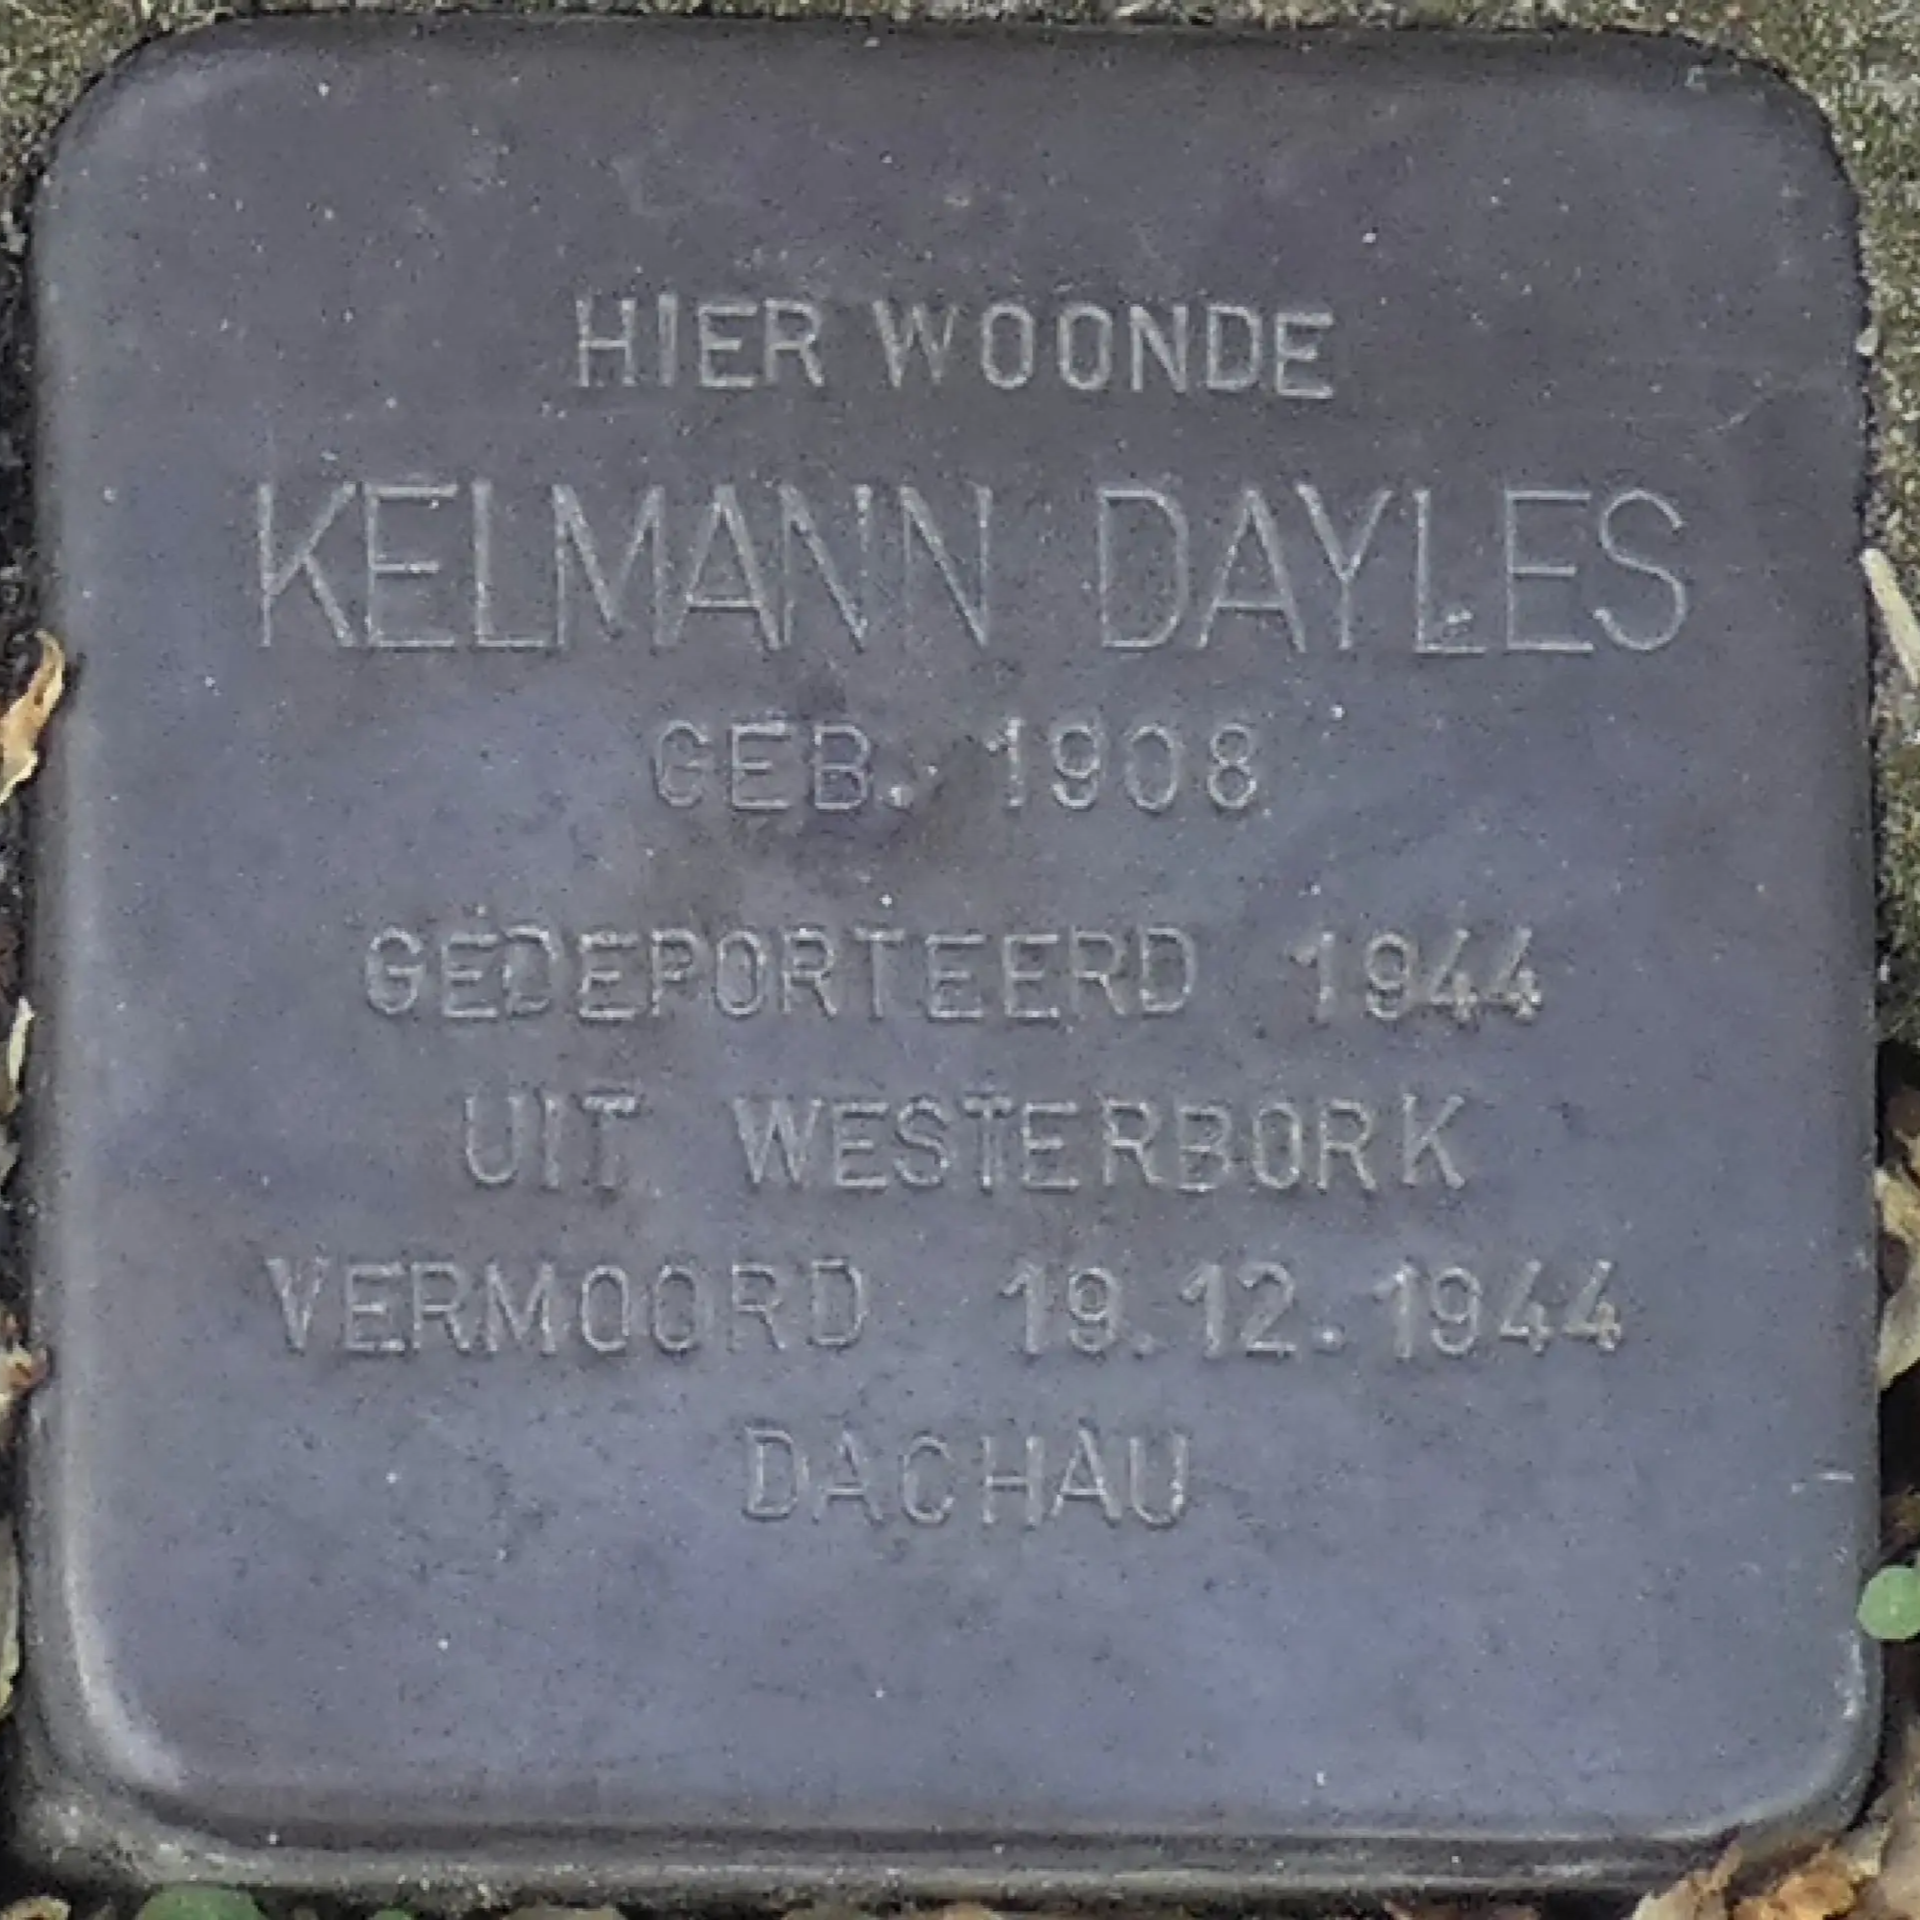 HIER WOONDE
KELMANN DAYLES
GEB. 1908
GEDEPORTEERD 1944
UIT WESTERBORK
VERMOORD 19.12.1944
DACHAU